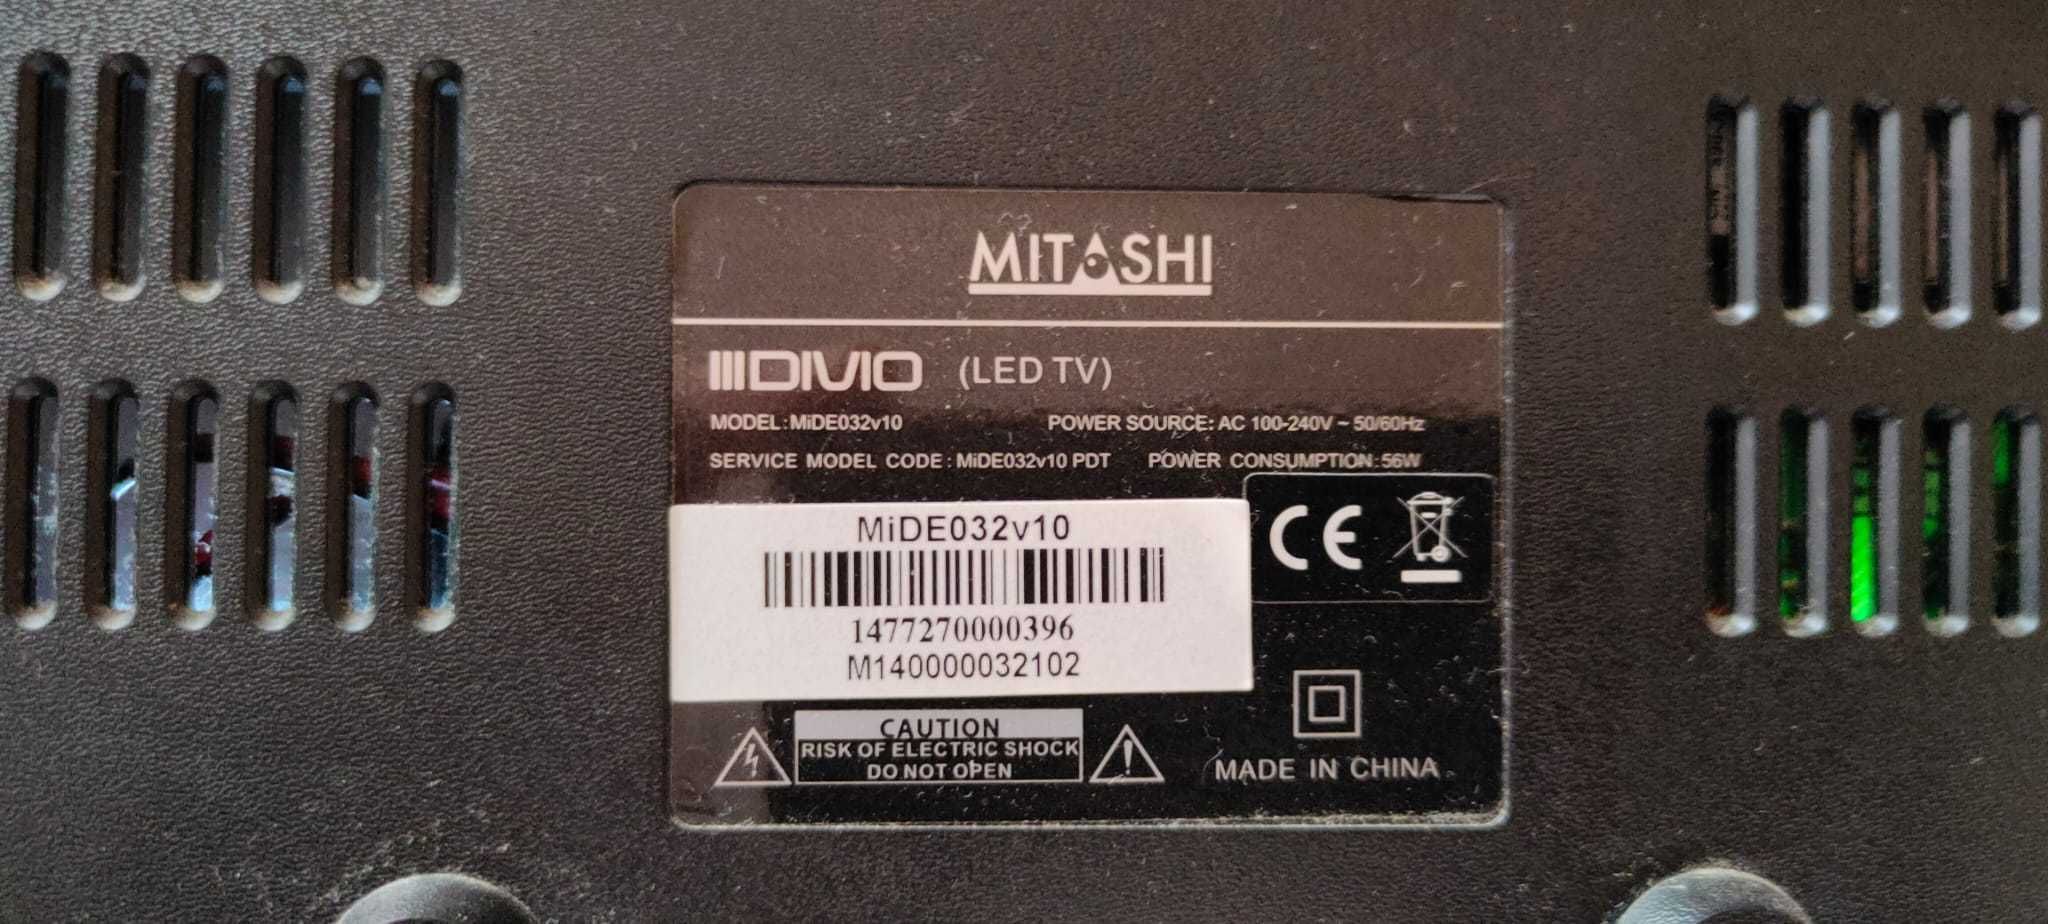 MITASHI
DIVIO (LED TV)
MODEL: MiDE032v10 POWER SOURCE: AC 100-240V ~ 50/60Hz
SERVICE MODEL CODE: MiDE032v10 PDT POWER CONSUMPTION: 56W
MiDE032v10
1477270000396
M140000032102
CE
CAUTION
RISK OF ELECTRIC SHOCK
DO NOT OPEN
MADE IN CHINA